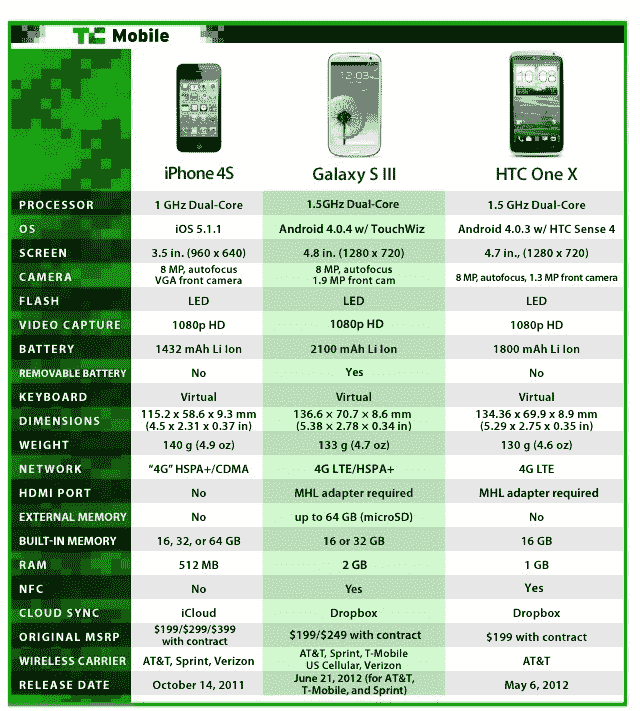 TC Mobile
iPhone 4S Galaxy S III HTC One X
PROCESSOR 1 GHz Dual-Core 1.5GHz Dual-Core 1.5 GHz Dual-Core
OS iOS 5.1.1 Android 4.0.4 w/ TouchWiz Android 4.0.3 w/ HTC Sense 4
SCREEN 3.5 in. (960 x 640) 4.8 in. (1280 x 720) 4.7 in., (1280 x 720)
CAMERA 8 MP, autofocus VGA front camera 8 MP, autofocus 1.9 MP front cam 8 MP, autofocus, 1.3 MP front camera
FLASH LED LED LED
VIDEO CAPTURE 1080p HD 1080p HD 1080p HD
BATTERY 1432 mAh Li Ion 2100 mAh Li Ion 1800 mAh Li Ion
REMOVABLE BATTERY No Yes No
KEYBOARD Virtual Virtual Virtual
DIMENSIONS 115.2 x 58.6 x 9.3 mm (4.5 x 2.31 x 0.37 in) 136.6 × 70.7 × 8.6 mm (5.38 × 2.78 × 0.34 in) 134.36 x 69.9 x 8.9 mm (5.29 x 2.75 x 0.35 in)
WEIGHT 140 g (4.9 oz) 133 g (4.7 oz) 130 g (4.6 oz)
NETWORK “4G” HSPA+/CDMA 4G LTE/HSPA+ 4G LTE
HDMI PORT No MHL adapter required MHL adapter required
EXTERNAL MEMORY No up to 64 GB (microSD) No
BUILT-IN MEMORY 16, 32, or 64 GB 16 or 32 GB 16 GB
RAM 512 MB 2 GB 1 GB
NFC No Yes Yes
CLOUD SYNC iCloud Dropbox Dropbox
ORIGINAL MSRP $199/$299/$399 with contract $199/$249 with contract $199 with contract
WIRELESS CARRIER AT&T, Sprint, Verizon AT&T, Sprint, T-Mobile US Cellular, Verizon AT&T
RELEASE DATE October 14, 2011 June 21, 2012 (for AT&T, T-Mobile, and Sprint) May 6, 2012